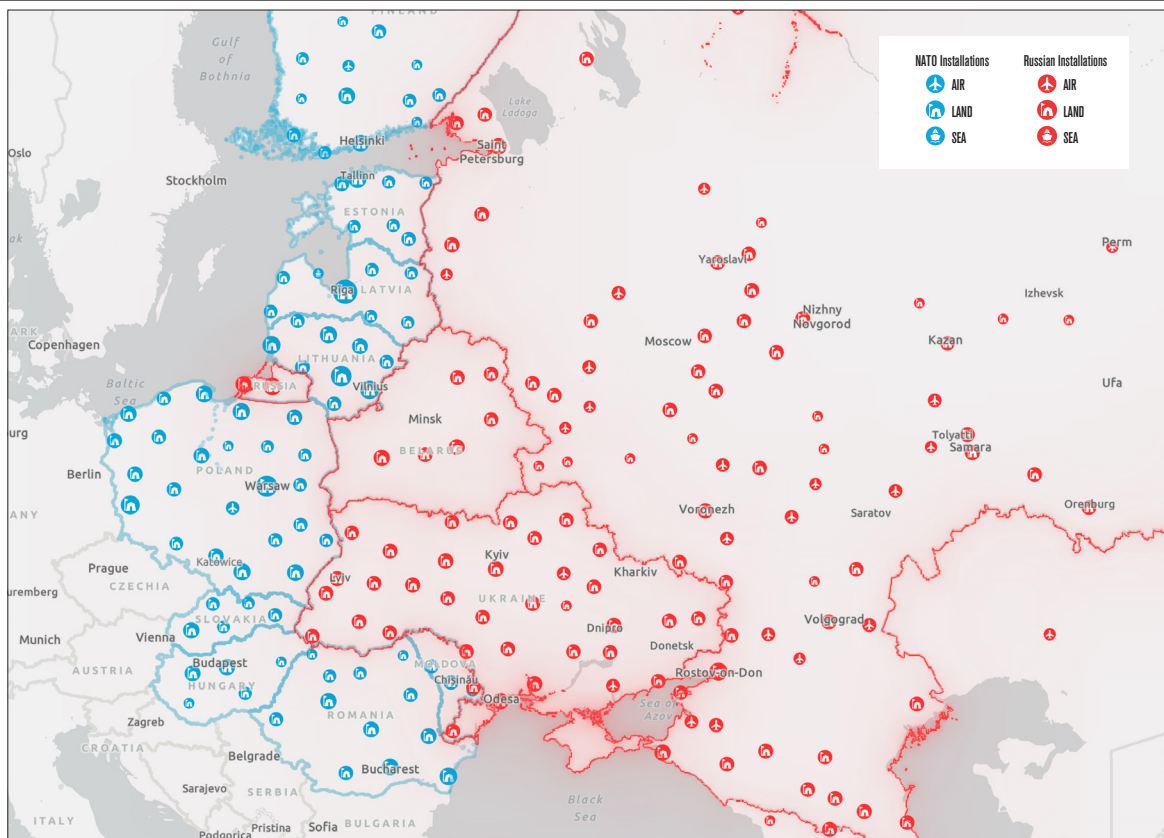 FINLAND
Gulf
of
Bothnia
Lake
Ladoga
NATO Installations
AIR
LAND
SEA
Russian Installations
AIR
LAND
SEA
Oslo
Helsinki
Saint
Petersburg
Stockholm
Tallinn
ESTONIA
Perm
Yaroslavl
Riga
LATVIA
Izhevsk
Nizhny
Novgorod
Moscow
Kazan
Copenhagen
LITHUANIA
Baltic
Sea
RUSSIA
Vilnius
Ufa
Minsk
BELARUS
Tolyatti
Samara
Berlin
POLAND
Warsaw
Voronezh
Saratov
Orenburg
Katowice
Kyiv
Kharkiv
Prague
CZECHIA
Lviv
UKRAINE
SLOVAKIA
Vienna
Dnipro
Volgograd
Munich
Donetsk
AUSTRIA
Budapest
HUNGARY
MOLDOVA
Chișinău
Rostov-on-Don
Odesa
Sea of
Azov
Zagreb
ROMANIA
CROATIA
Belgrade
Bucharest
Sarajevo
SERBIA
Black
Sea
ITALY
Pristina
Sofia
BULGARIA
Podgorica